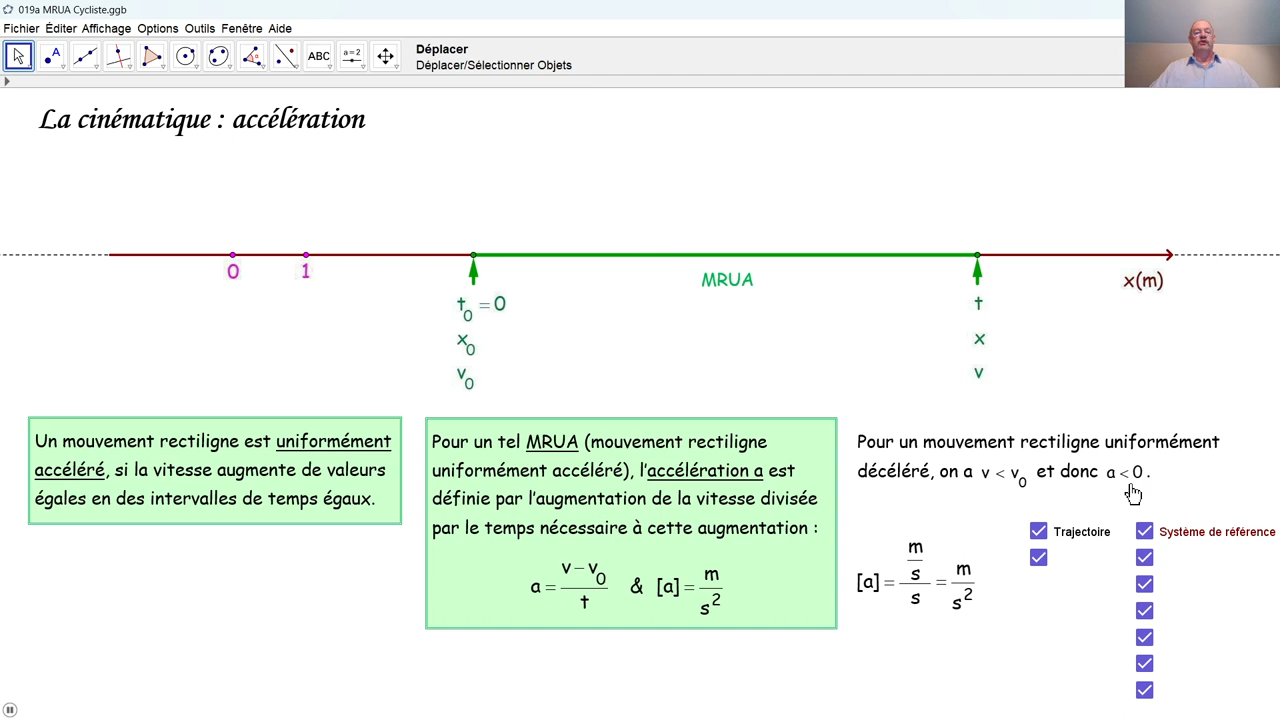 019a MRUA Cycliste.ggb
Fichier Éditer Affichage Options Outils Fenêtre Aide
A
ABC
a=2
Déplacer
Déplacer/Sélectionner Objets
La cinématique : accélération
0 1
MRUA
x(m)
t₀ = 0
x₀
v₀
t
x
v
Un mouvement rectiligne est uniformément
accéléré, si la vitesse augmente de valeurs
égales en des intervalles de temps égaux.
Pour un tel MRUA (mouvement rectiligne
uniformément accéléré), l'accélération a est
définie par l'augmentation de la vitesse divisée
par le temps nécessaire à cette augmentation :
a = (v − v₀)/t & [a] = m/s²
Pour un mouvement rectiligne uniformément
décéléré, on a v < v₀ et donc a < 0.
Trajectoire
Système de référence
[a] = (m/s)/s = m/s²